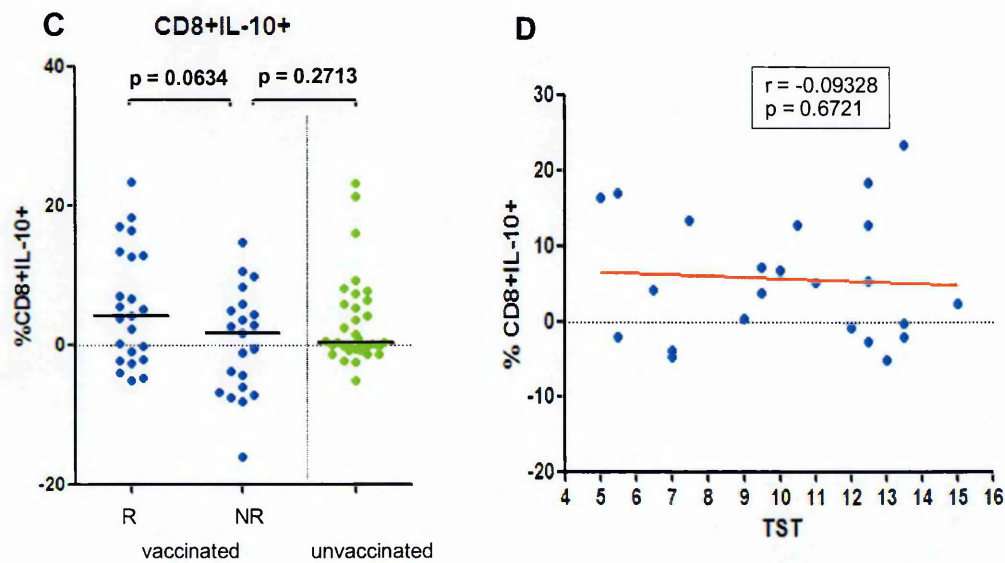 C
CD8+IL-10+
p = 0.0634
p = 0.2713
%CD8+IL-10+
40
20
0
-20
R
NR
vaccinated
unvaccinated
D
r = -0.09328
p = 0.6721
% CD8+IL-10+
30
20
10
0
-10
-20
4 5 6 7 8 9 10 11 12 13 14 15 16
TST